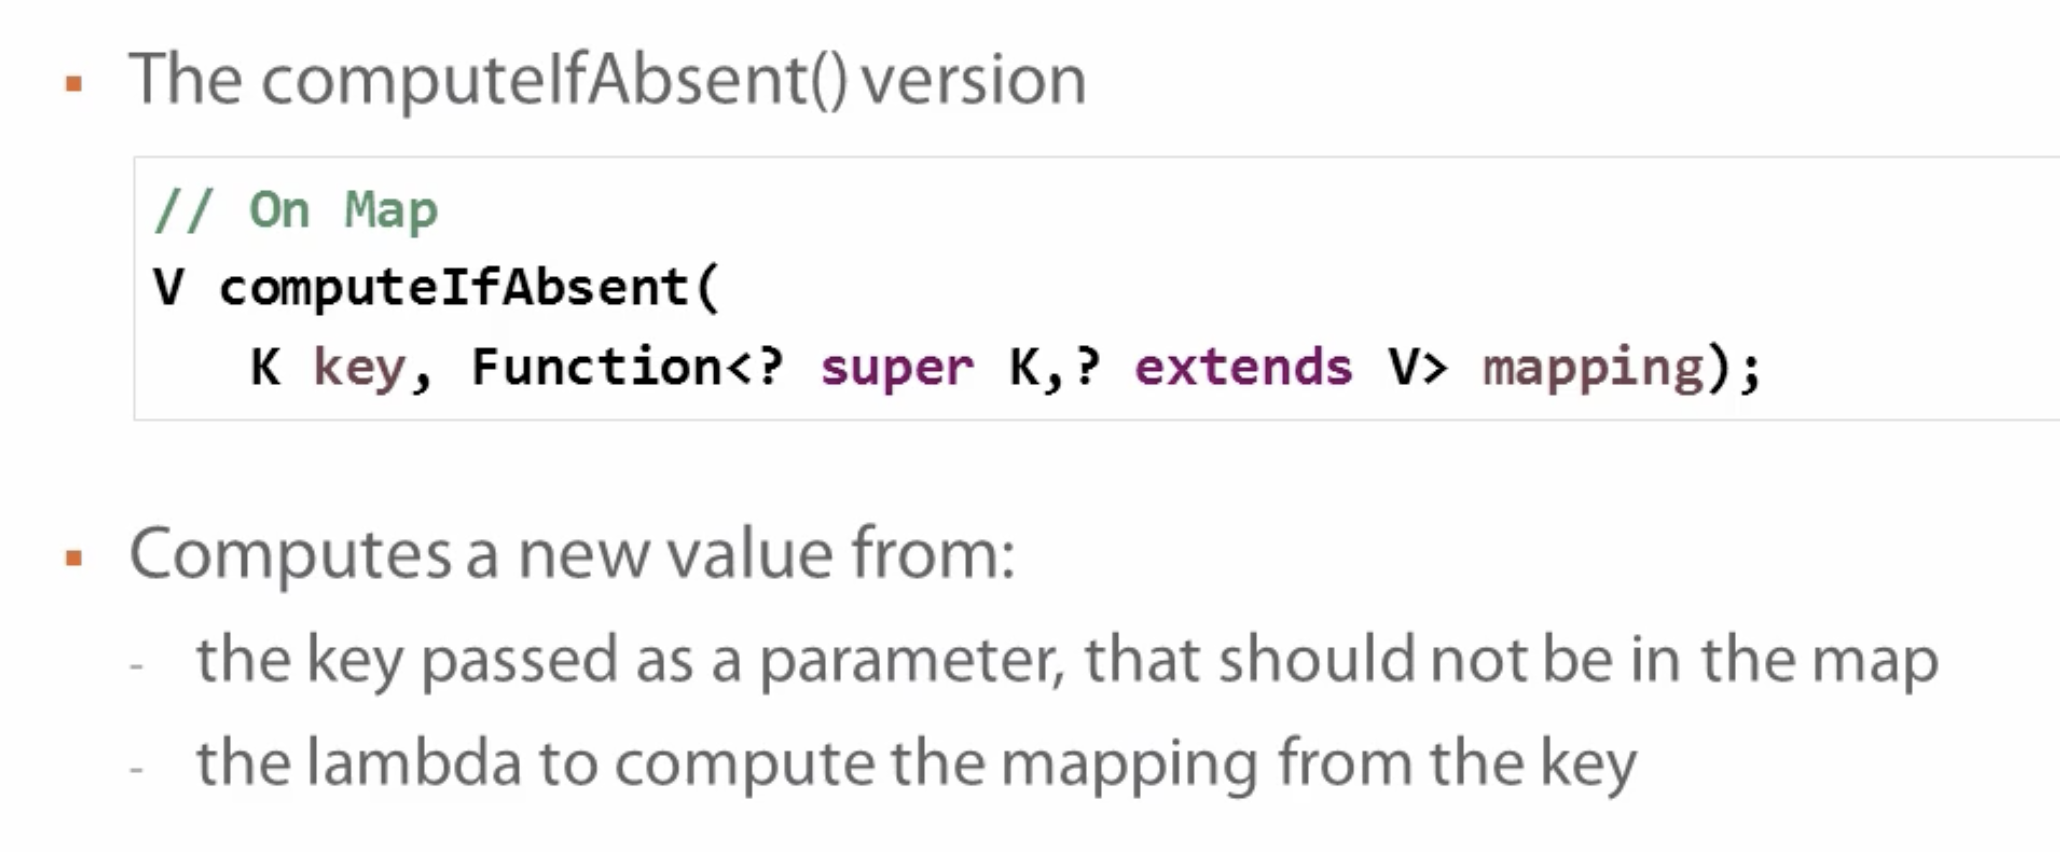 The computeIfAbsent() version
// On Map
V computeIfAbsent(
K key, Function<? super K,? extends V> mapping);
Computes a new value from:
- the key passed as a parameter, that should not be in the map
- the lambda to compute the mapping from the key